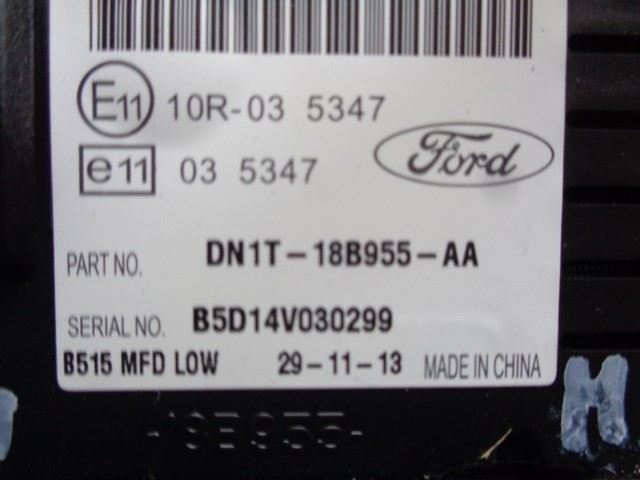 E11 10R-03 5347
e11 03 5347
Ford
PART NO. DN1T-18B955-AA
SERIAL NO. B5D14V030299
B515 MFD LOW 29-11-13 MADE IN CHINA
-18B955-
M